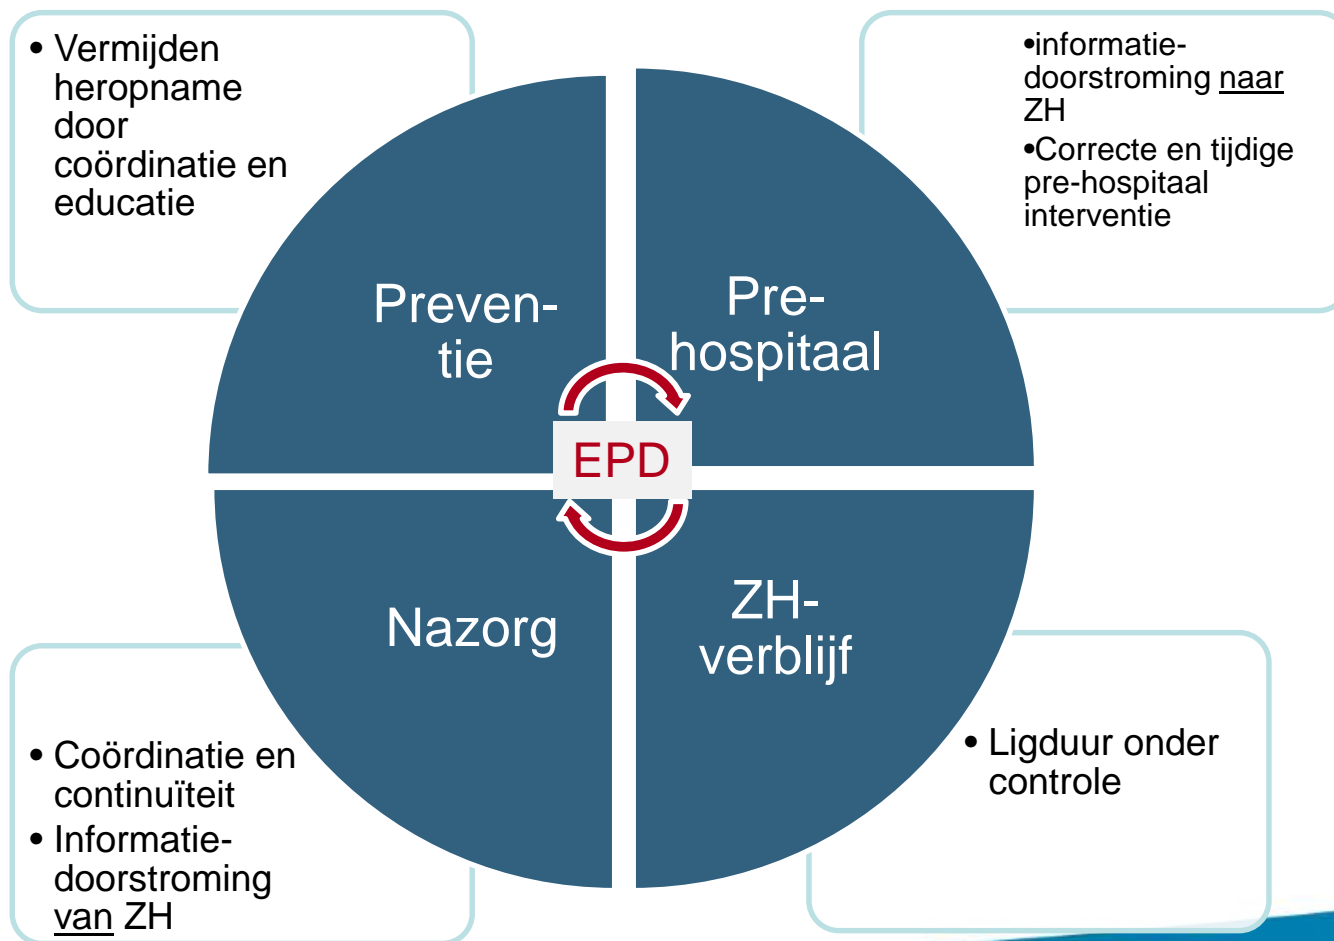 • Vermijden
heropname
door
coördinatie en
educatie
•informatie-
doorstroming naar
ZH
•Correcte en tijdige
pre-hospitaal
interventie
Preven-
tie
Pre-
hospitaal
EPD
Nazorg
ZH-
verblijf
• Coördinatie en
continuïteit
• Informatie-
doorstroming
van ZH
• Ligduur onder
controle